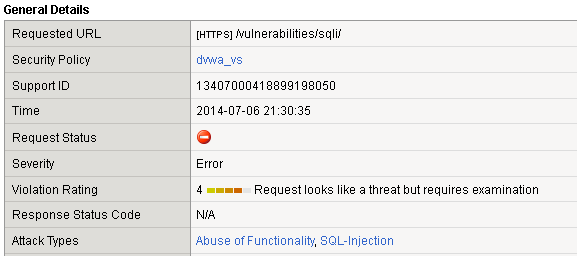 General Details
Requested URL [HTTPS] /vulnerabilities/sqli/
Security Policy dvwa_vs
Support ID 13407000418899198050
Time 2014-07-06 21:30:35
Request Status
Severity Error
Violation Rating 4 Request looks like a threat but requires examination
Response Status Code N/A
Attack Types Abuse of Functionality, SQL-Injection